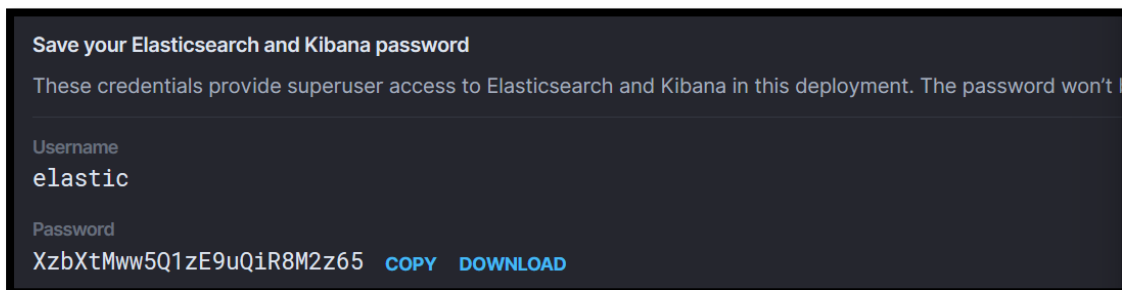 Save your Elasticsearch and Kibana password
These credentials provide superuser access to Elasticsearch and Kibana in this deployment. The password won't
Username
elastic
Password
XzbXtMww5Q1zE9uQiR8M2z65 COPY DOWNLOAD